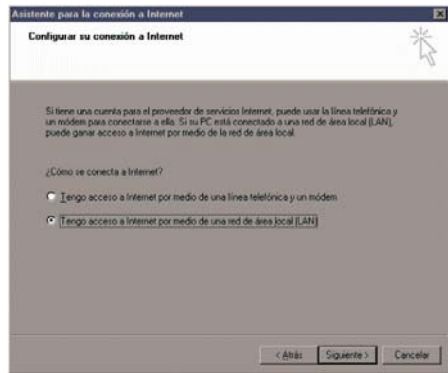 Asistente para la conexión a Internet
Configurar su conexión a Internet
Si tiene una cuenta para el proveedor de servicios Internet, puede usar la línea telefónica y
un módem para conectarse a ella. Si su PC está conectado a una red de área local (LAN),
puede ganar acceso a Internet por medio de la red de área local.
¿Cómo se conecta a Internet?
Tengo acceso a Internet por medio de una línea telefónica y un módem
Tengo acceso a Internet por medio de una red de área local (LAN)
< Atrás Siguiente > Cancelar